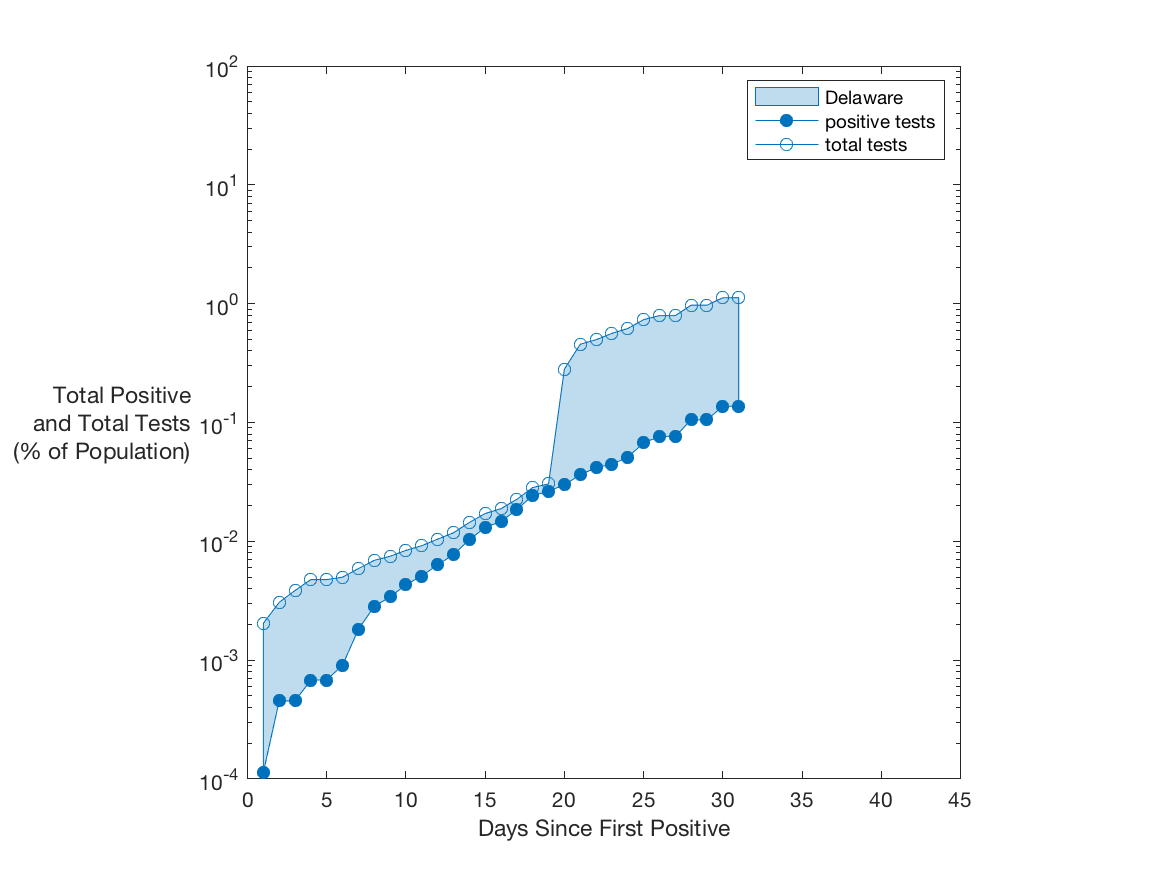 10^2
10^1
10^0
10^-1
10^-2
10^-3
10^-4
Total Positive
and Total Tests
(% of Population)
Delaware
positive tests
total tests
0 5 10 15 20 25 30 35 40 45
Days Since First Positive